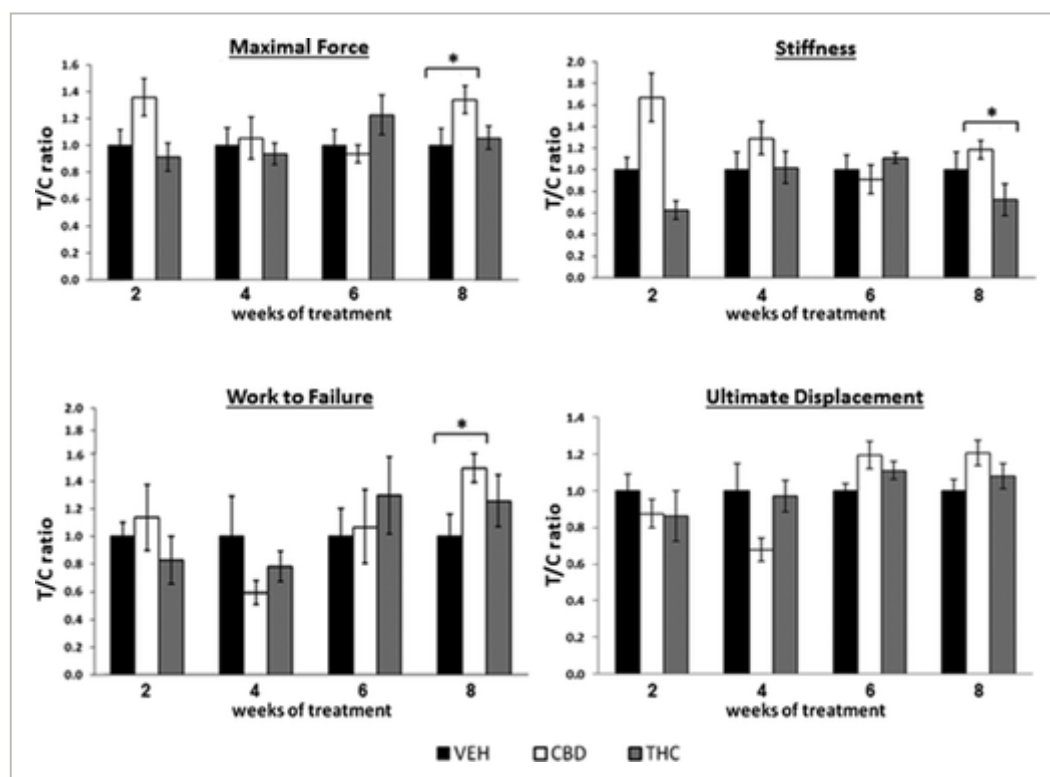 Maximal Force
T/C ratio
1.6
1.4
1.2
1.0
0.8
0.6
0.4
0.2
0.0
*
2 4 6 8
weeks of treatment
Stiffness
T/C ratio
2.0
1.8
1.6
1.4
1.2
1.0
0.8
0.6
0.4
0.2
0.0
*
2 4 6 8
weeks of treatment
Work to Failure
T/C ratio
2.0
1.8
1.6
1.4
1.2
1.0
0.8
0.6
0.4
0.2
0.0
*
2 4 6 8
weeks of treatment
Ultimate Displacement
T/C ratio
1.4
1.2
1.0
0.8
0.6
0.4
0.2
0.0
2 4 6 8
weeks of treatment
VEH CBD THC